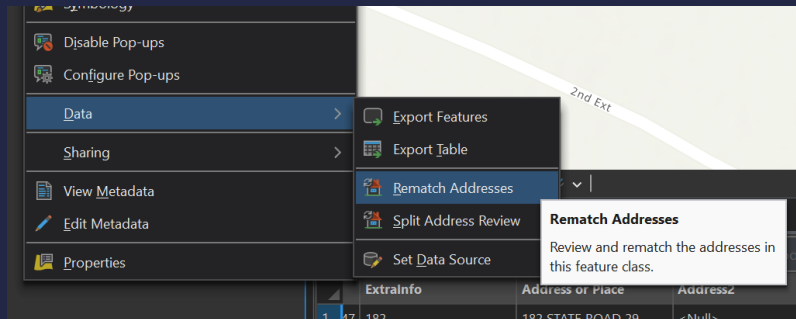 Symbology
Disable Pop-ups
Configure Pop-ups
Data
Sharing
View Metadata
Edit Metadata
Properties
Export Features
Export Table
Rematch Addresses
Split Address Review
Set Data Source
2nd Ext
Rematch Addresses
Review and rematch the addresses in
this feature class.
ExtraInfo Address or Place Address2
1 47 182 182 STATE ROAD 29 <Null>